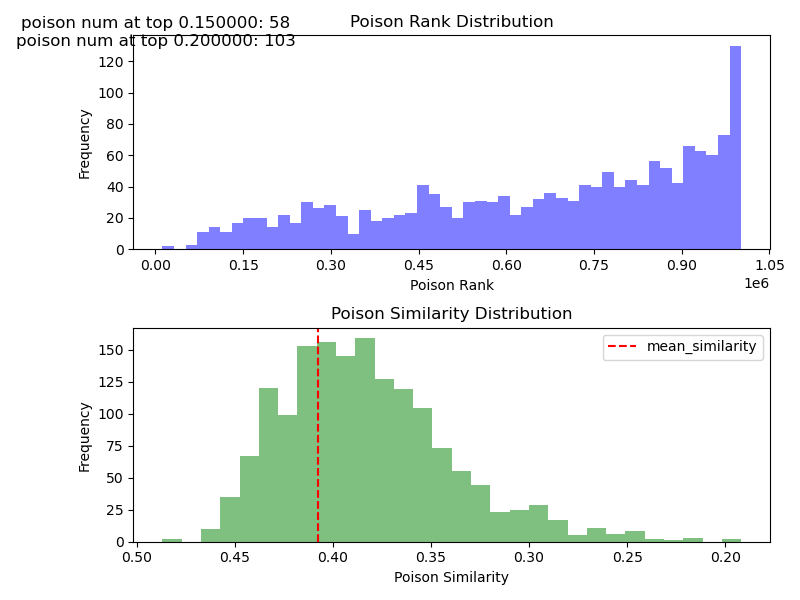 poison num at top 0.150000: 58
poison num at top 0.200000: 103
Poison Rank Distribution
Frequency
120
100
80
60
40
20
0
0.00 0.15 0.30 0.45 0.60 0.75 0.90 1.05
1e6
Poison Rank
Poison Similarity Distribution
mean_similarity
Frequency
150
125
100
75
50
25
0
0.50 0.45 0.40 0.35 0.30 0.25 0.20
Poison Similarity